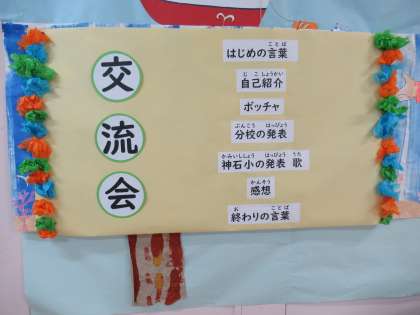 交流会
はじめの言葉
自己紹介
ボッチャ
分校の発表
神石小の発表 歌
感想
終わりの言葉